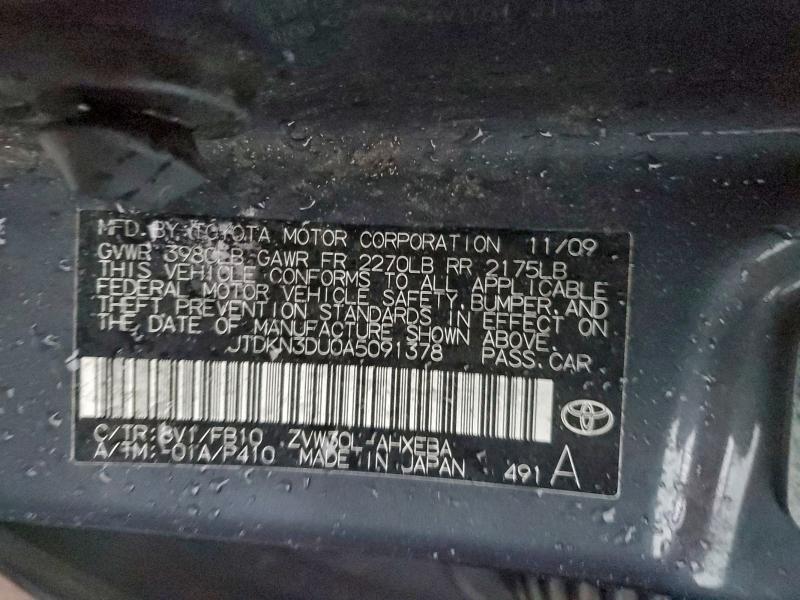 MFD. BY: TOYOTA MOTOR CORPORATION 11/09
GVWR 3980LB GAWR FR 2270LB RR 2175LB
THIS VEHICLE CONFORMS TO ALL APPLICABLE
FEDERAL MOTOR VEHICLE SAFETY, BUMPER, AND
THEFT PREVENTION STANDARDS IN EFFECT ON
THE DATE OF MANUFACTURE SHOWN ABOVE.
JTDKN3DU0A5091378 PASS. CAR
C/TR: 8V1/FB10 ZVW30L-AHXEBA
A/TM: -01A/P410 MADE IN JAPAN 491 A